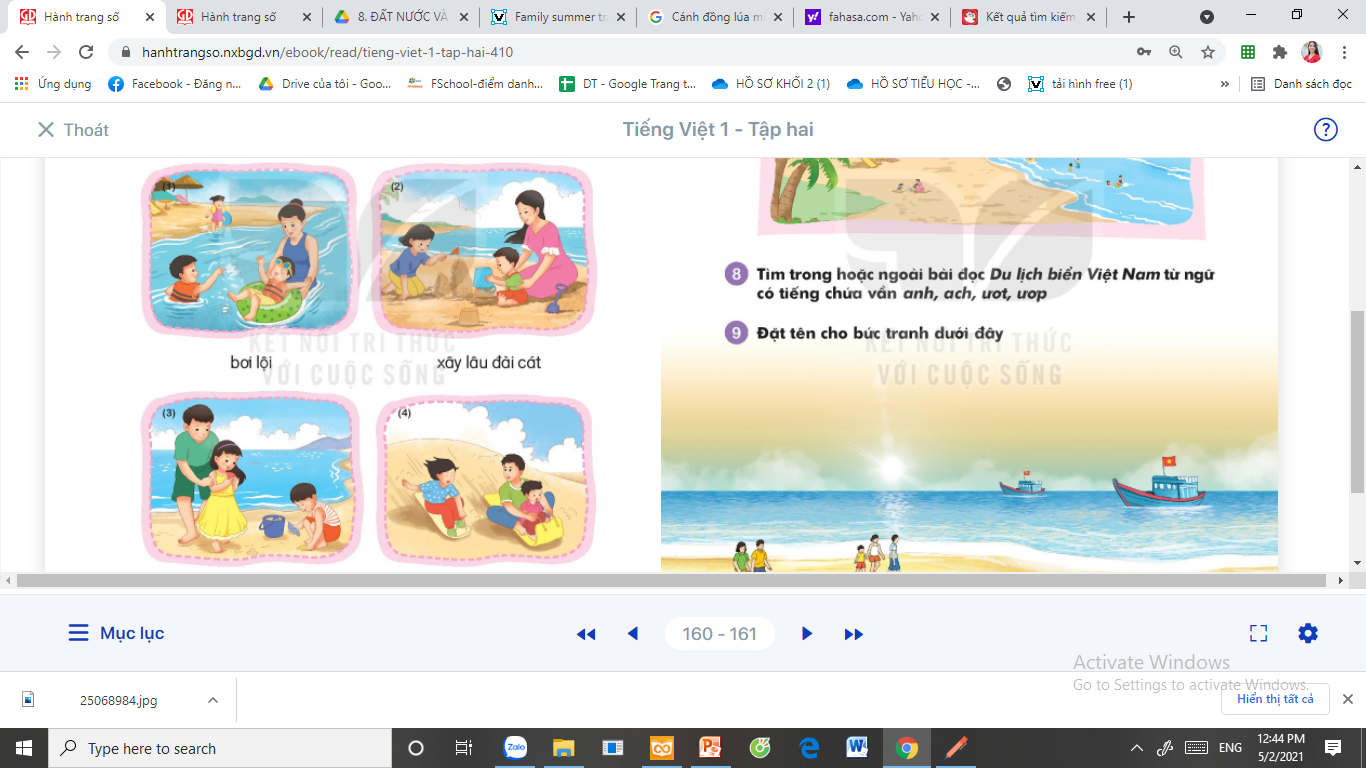 Hành trang số
Hành trang số
8. ĐẤT NƯỚC VÀ
Family summer tr
Cánh đồng lúa m
fahasa.com - Yaho
Kết quả tìm kiếm
hanhtrangso.nxbgd.vn/ebook/read/tieng-viet-1-tap-hai-410
Ứng dụng
Facebook - Đăng n...
Drive của tôi - Goo...
FSchool-điểm danh...
DT - Google Trang t...
HỒ SƠ KHỐI 2 (1)
HỒ SƠ TIỂU HỌC -...
tải hình free (1)
Danh sách đọc
Thoát
Tiếng Việt 1 - Tập hai
(1)
(2)
bơi lội
xây lâu đài cát
KẾT NỐI TRI THỨC
VỚI CUỘC SỐNG
(3)
(4)
8 Tìm trong hoặc ngoài bài đọc Du lịch biển Việt Nam từ ngữ
có tiếng chứa vần anh, ach, ươt, ươp
9 Đặt tên cho bức tranh dưới đây
KẾT NỐI TRI THỨC
VỚI CUỘC SỐNG
Mục lục
160 - 161
Activate Windows
Go to Settings to activate Windows.
25068984.jpg
Hiển thị tất cả
Type here to search
Zalo
ENG
12:44 PM
5/2/2021